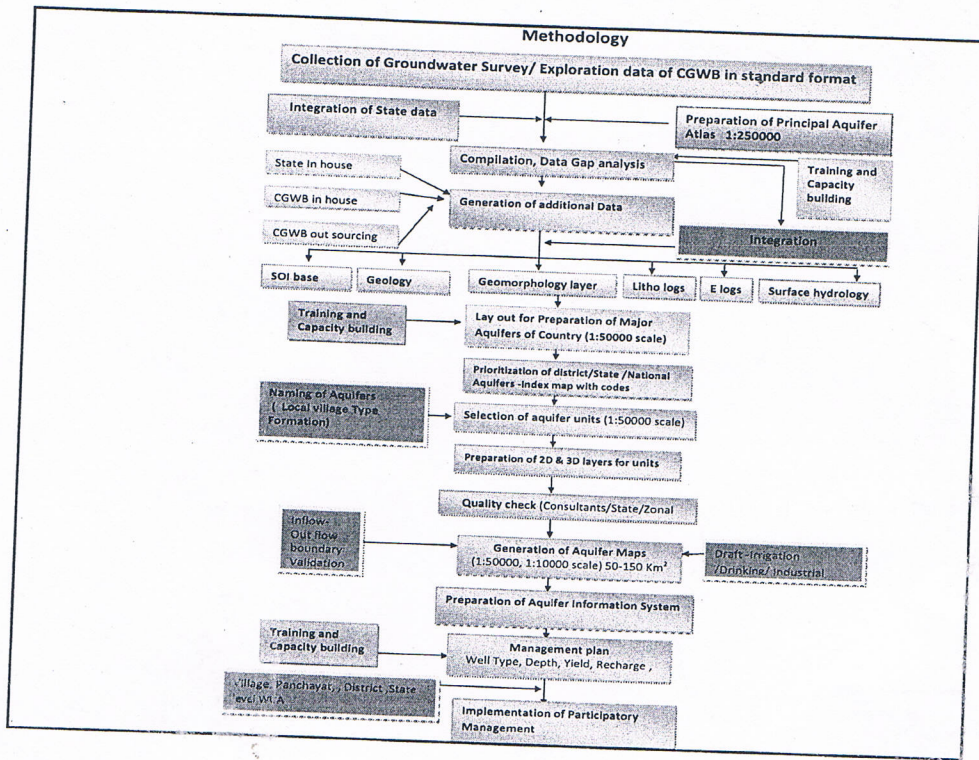 Methodology
Collection of Groundwater Survey/ Exploration data of CGWB in standard format
Integration of State data
Preparation of Principal Aquifer
Atlas 1:250000
Compilation, Data Gap analysis
Training and
Capacity
building
State in house
CGWB in house
CGWB out sourcing
Generation of additional Data
Integration
SOI base
Geology
Geomorphology layer
Litho logs
E logs
Surface hydrology
Training and
Capacity building
Lay out for Preparation of Major
Aquifers of Country (1:50000 scale)
Prioritization of district/State /National
Aquifers -Index map with codes
Naming of Aquifers
( Local village Type
Formation)
Selection of aquifer units (1:50000 scale)
Preparation of 2D & 3D layers for units
Quality check (Consultants/State/Zonal
Inflow-
Out flow
boundary
Validation
Generation of Aquifer Maps
(1:50000, 1:10000 scale) 50-150 Km²
Draft -Irrigation
/Drinking/ Industrial
Preparation of Aquifer Information System
Training and
Capacity building
Management plan
Well Type, Depth, Yield, Recharge ,
Village, Panchayat, , District ,State
Implementation of Participatory
Management